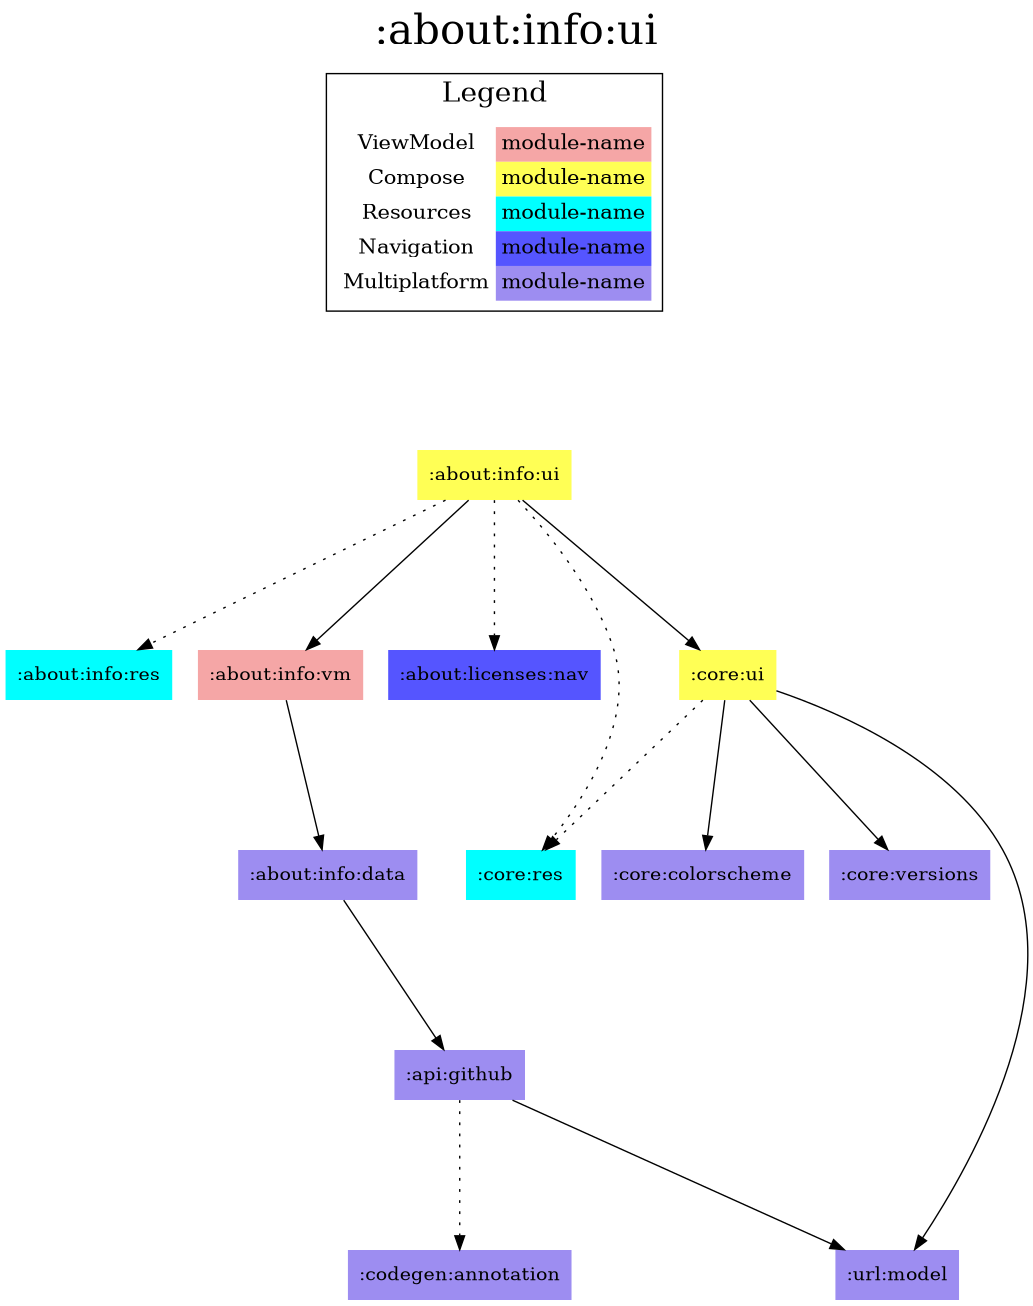 :about:info:ui
Legend
ViewModel module-name
Compose module-name
Resources module-name
Navigation module-name
Multiplatform module-name
:about:info:ui
:about:info:res :about:info:vm :about:licenses:nav :core:ui
:about:info:data :core:res :core:colorscheme :core:versions
:api:github
:codegen:annotation :url:model